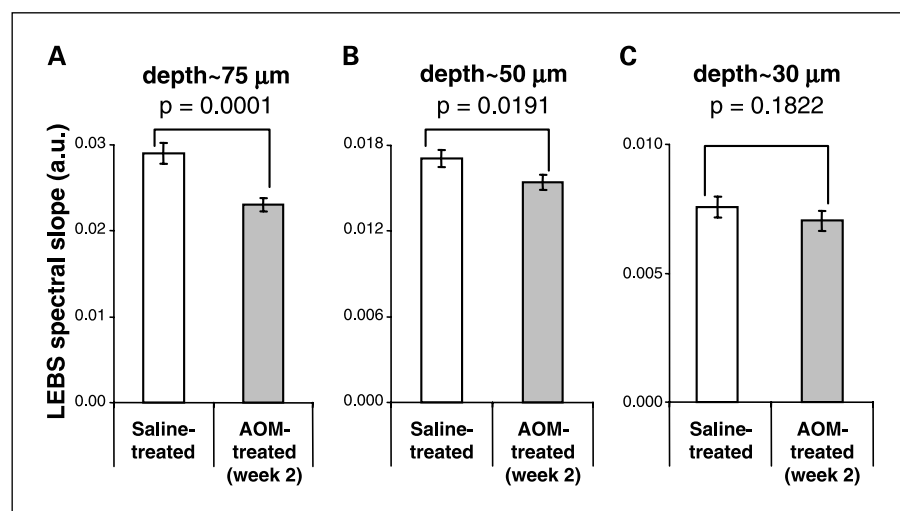 A
depth~75 μm
p = 0.0001
LEBS spectral slope (a.u.)
0.03
0.02
0.01
0.00
Saline-
treated
AOM-
treated
(week 2)
B
depth~50 μm
p = 0.0191
0.018
0.012
0.006
0.000
Saline-
treated
AOM-
treated
(week 2)
C
depth~30 μm
p = 0.1822
0.010
0.005
0.000
Saline-
treated
AOM-
treated
(week 2)